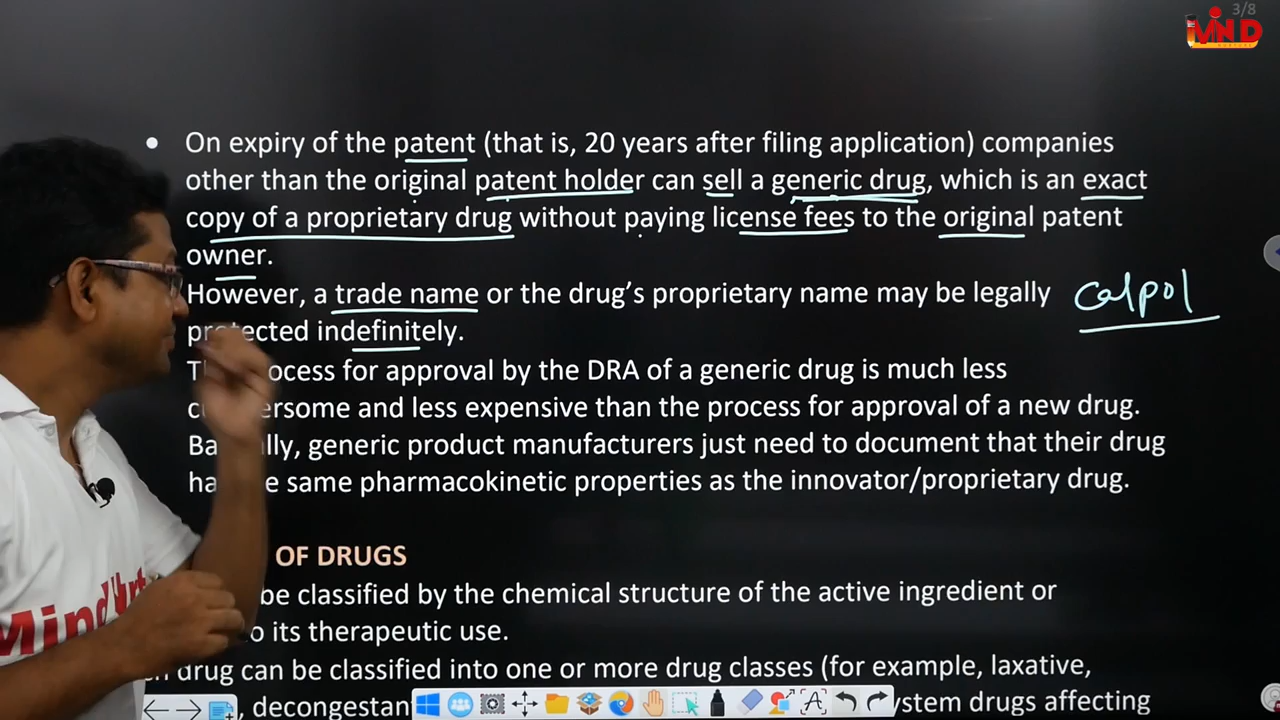 3/8
MIND
• On expiry of the patent (that is, 20 years after filing application) companies
other than the original patent holder can sell a generic drug, which is an exact
copy of a proprietary drug without paying license fees to the original patent
owner.
However, a trade name or the drug's proprietary name may be legally calpol
protected indefinitely.
process for approval by the DRA of a generic drug is much less
and less expensive than the process for approval of a new drug.
generic product manufacturers just need to document that their drug
same pharmacokinetic properties as the innovator/proprietary drug.
OF DRUGS
be classified by the chemical structure of the active ingredient or
its therapeutic use.
drug can be classified into one or more drug classes (for example, laxative,
drugs affecting